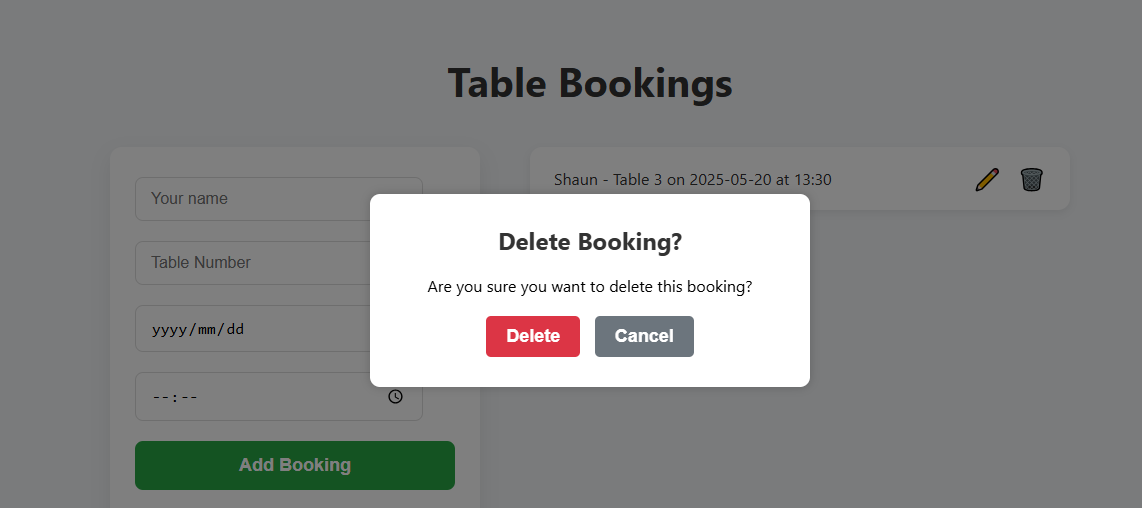 Table Bookings
Your name
Table Number
yyyy/mm/dd
--:--
Add Booking
Shaun - Table 3 on 2025-05-20 at 13:30
Delete Booking?
Are you sure you want to delete this booking?
Delete
Cancel